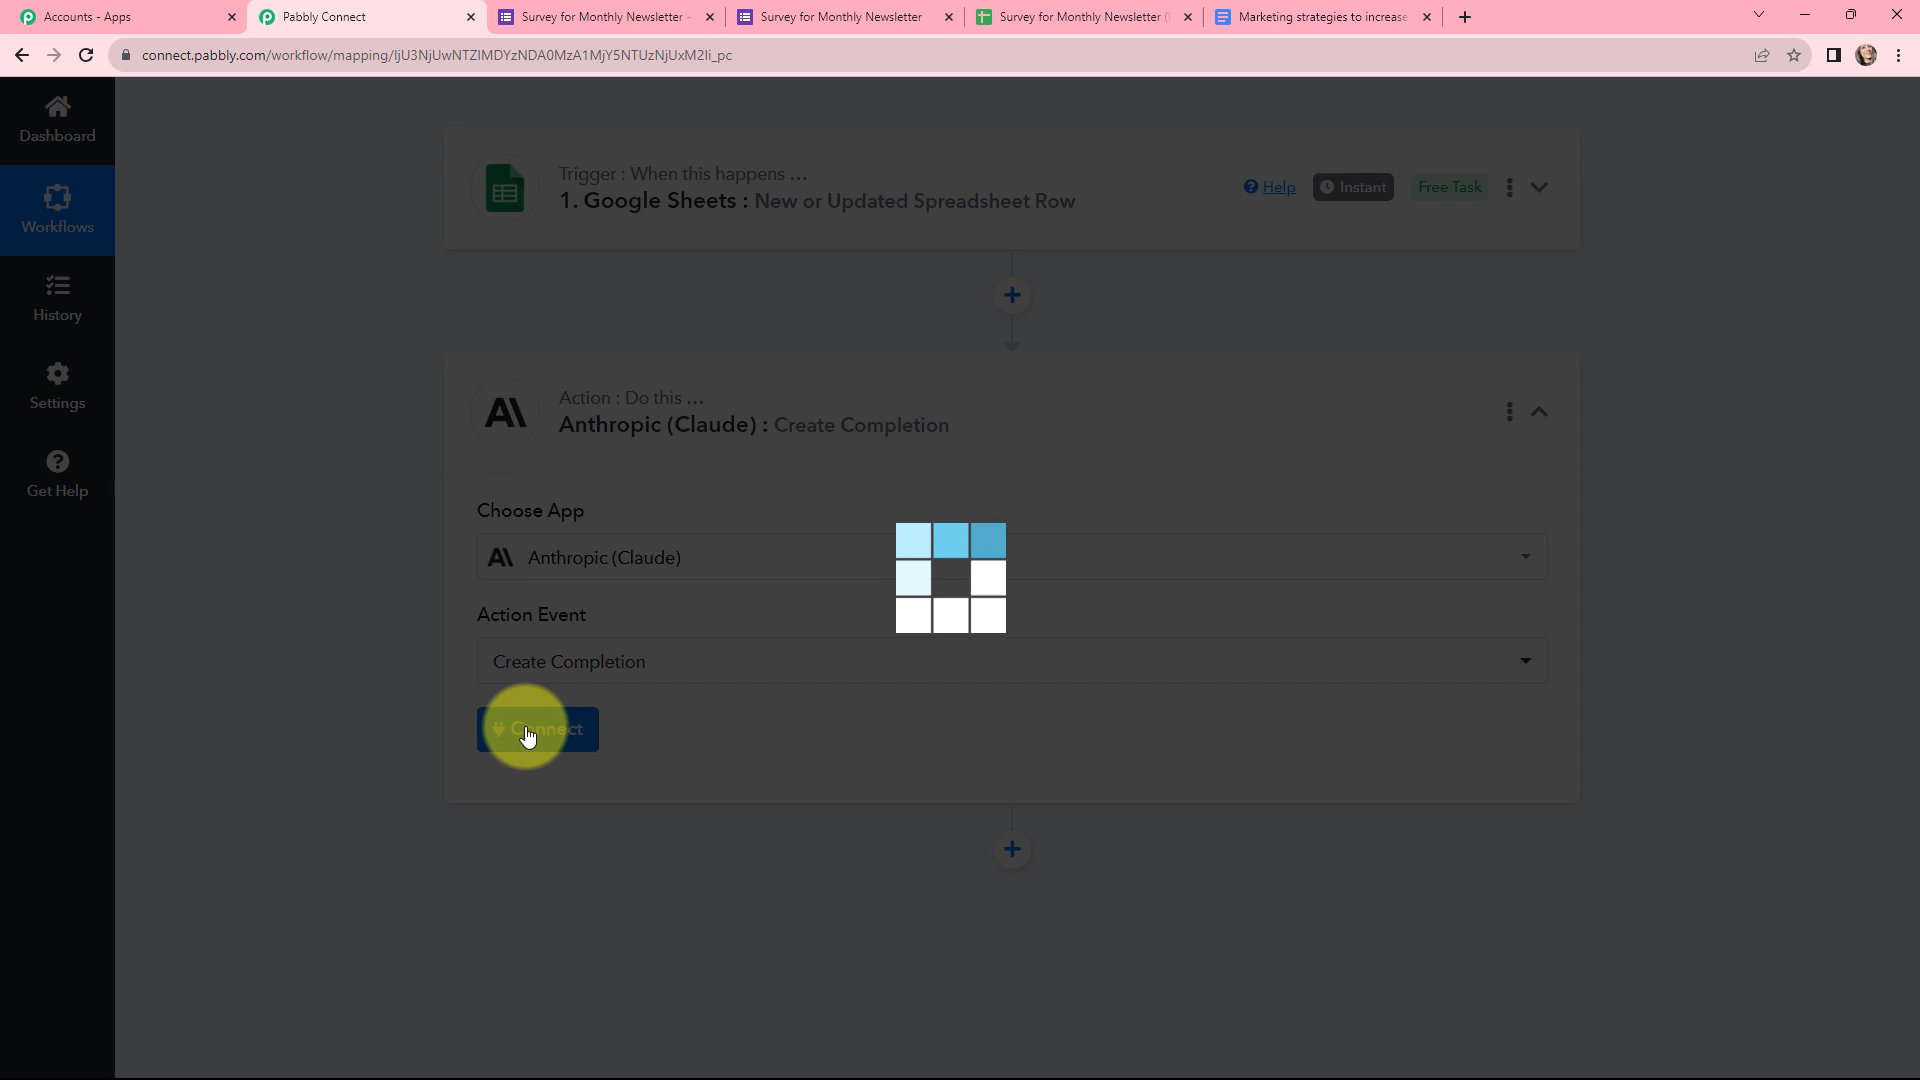 Accounts - Apps
Pabbly Connect
Survey for Monthly Newsletter -
Survey for Monthly Newsletter
Survey for Monthly Newsletter (
Marketing strategies to increase
connect.pabbly.com/workflow/mapping/IjU3NjUwNTZlMDYzNDA0MzA1MjY5NTUzNjUxM2Ii_pc
Dashboard
Workflows
History
Settings
Get Help
Trigger : When this happens ...
1. Google Sheets : New or Updated Spreadsheet Row
Help
Instant
Free Task
Action : Do this ...
Anthropic (Claude) : Create Completion
Choose App
Anthropic (Claude)
Action Event
Create Completion
Connect